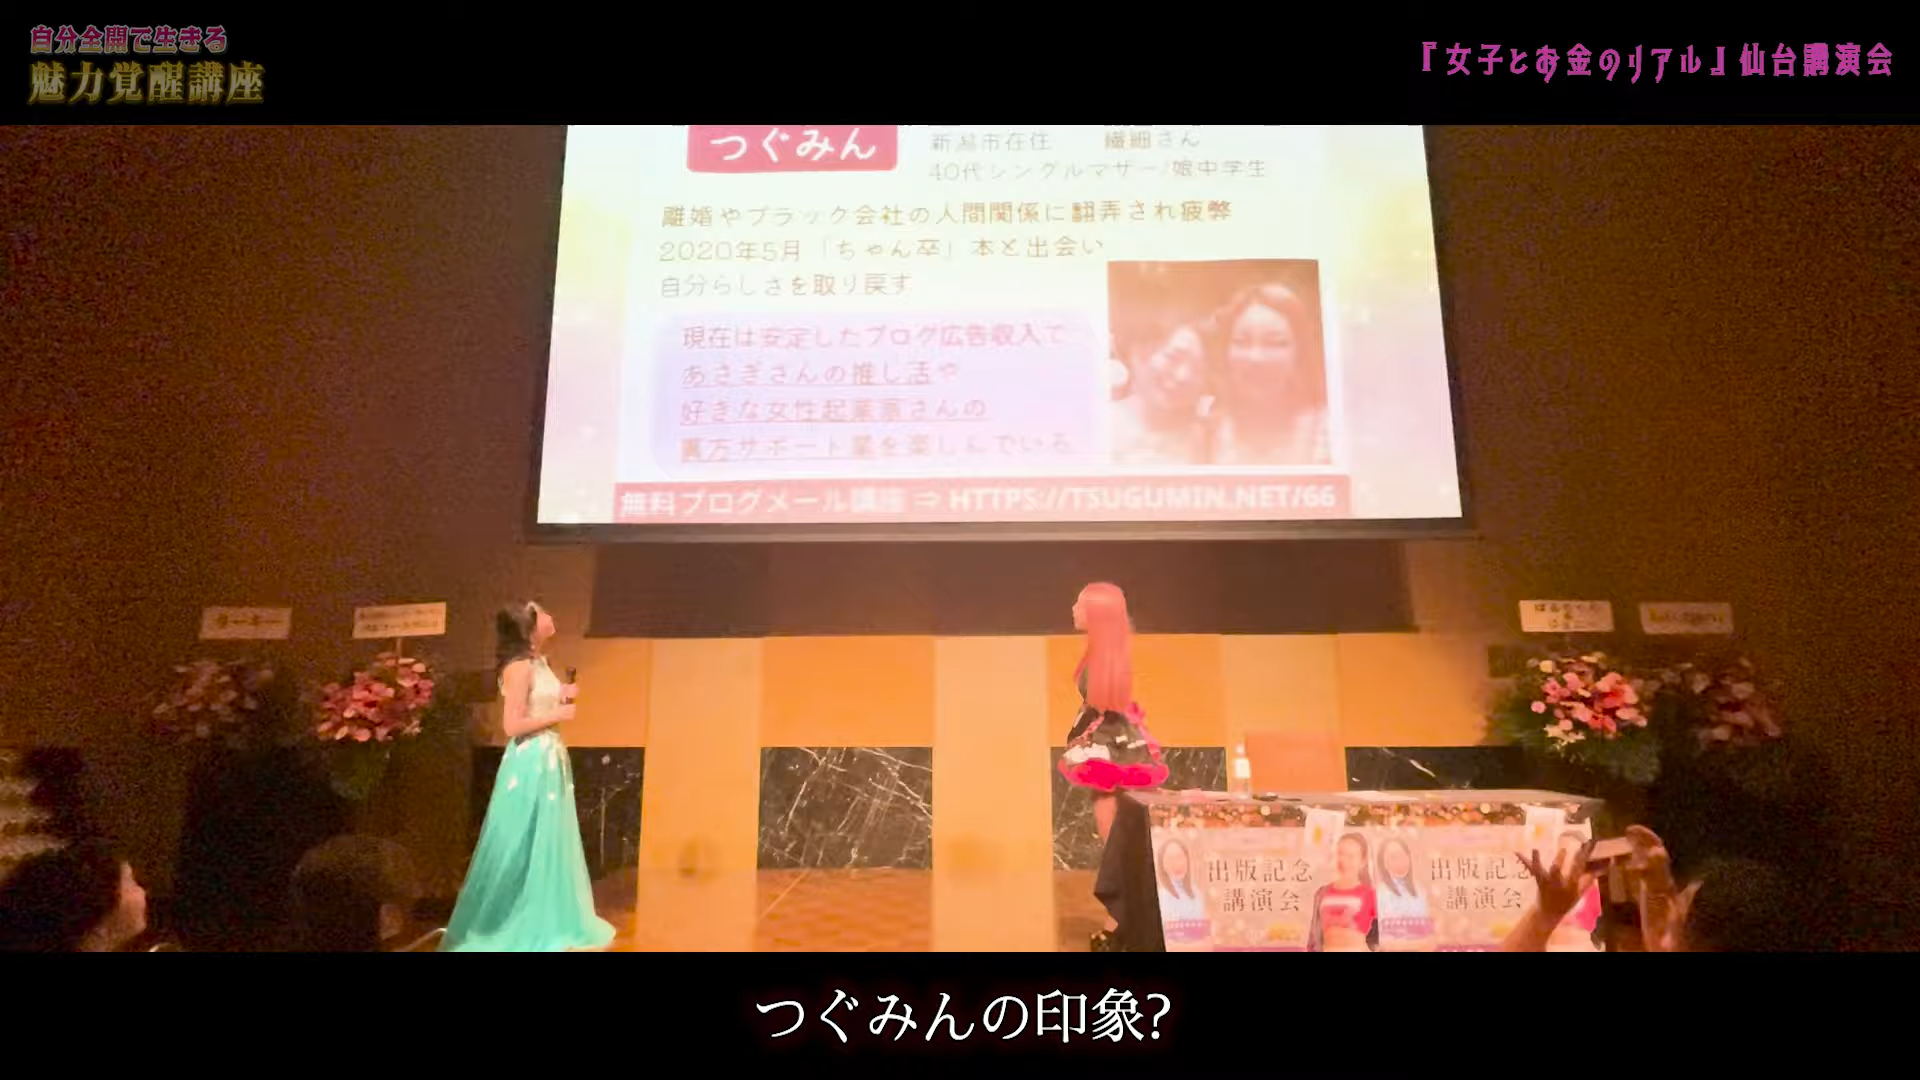 自分全開で生きる
魅力覚醒講座
『女子とお金のリアル』仙台講演会
つぐみん
新潟市在住 繊細さん
40代シングルマザー/娘中学生
離婚やブラック会社の人間関係に翻弄され疲弊
2020年5月「ちゃん卒」本と出会い
自分らしさを取り戻す
現在は安定したブログ広告収入で
あさぎさんの推し活や
好きな女性起業家さんの
裏方サポート業を楽しんでいる
無料ブログメール講座 ⇒ HTTPS://TSUGUMIN.NET/66
出版記念
講演会
出版記念
講演会
つぐみんの印象?